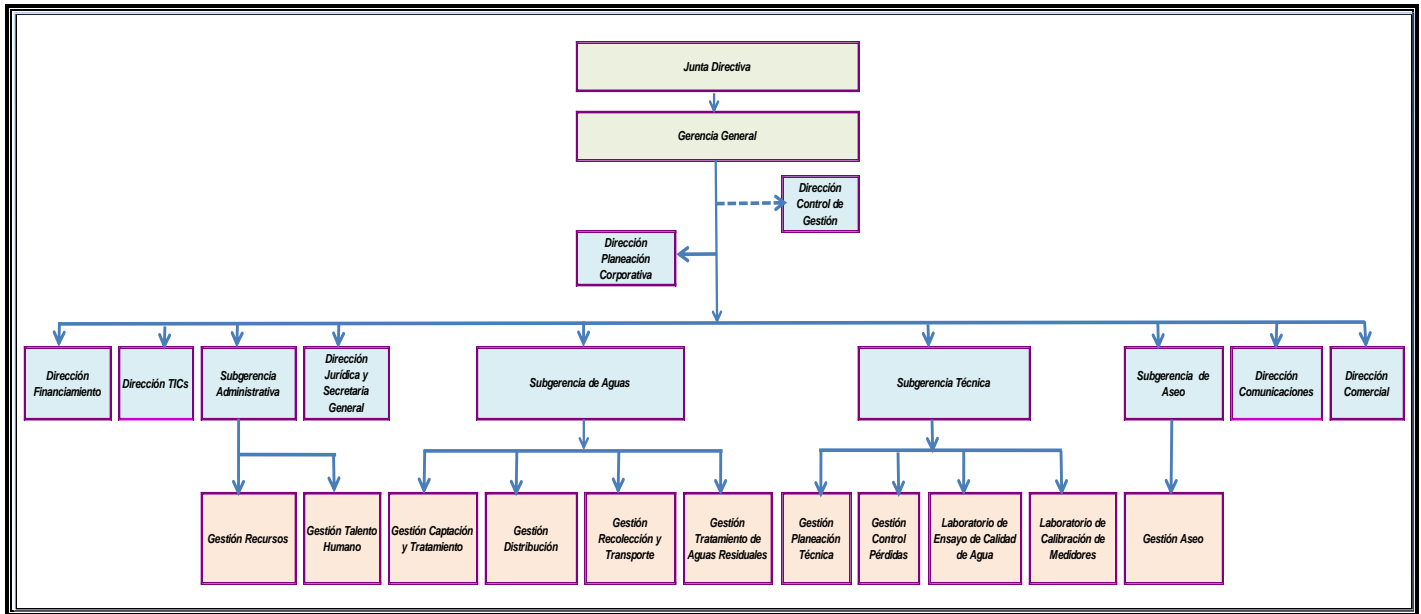 Junta Directiva
Gerencia General
Dirección
Control de
Gestión
Dirección
Planeación
Corporativa
Dirección
Financiamiento
Dirección TICs
Subgerencia
Administrativa
Dirección
Jurídica y
Secretaría
General
Subgerencia de Aguas
Subgerencia Técnica
Subgerencia de
Aseo
Dirección
Comunicaciones
Dirección
Comercial
Gestión Recursos
Gestión Talento
Humano
Gestión Captación
y Tratamiento
Gestión
Distribución
Gestión
Recolección y
Transporte
Gestión
Tratamiento de
Aguas Residuales
Gestión
Planeación
Técnica
Gestión
Control
Pérdidas
Laboratorio de
Ensayo de Calidad
de Agua
Laboratorio de
Calibración de
Medidores
Gestión Aseo